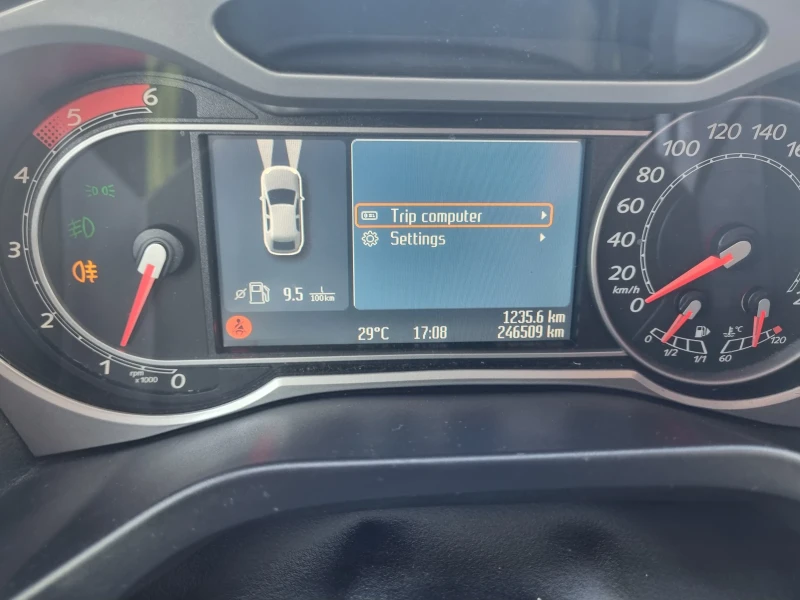 6
5
4
3
2
1
0
rpm
x1000
Trip computer
Settings
Ø 9.5 l/100km
1235.6 km
29°C 17:08 246509 km
0
20
40
60
80
100
120
140
km/h
0 1/2 1/1
°C
60 120